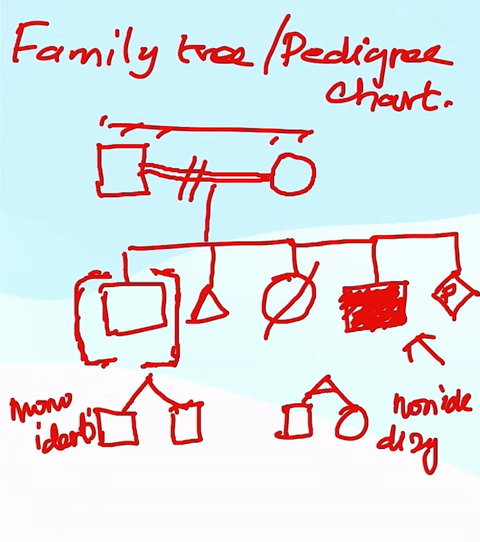 Family tree/Pedigree
Chart.
P
mono
identi
nonide
dizy